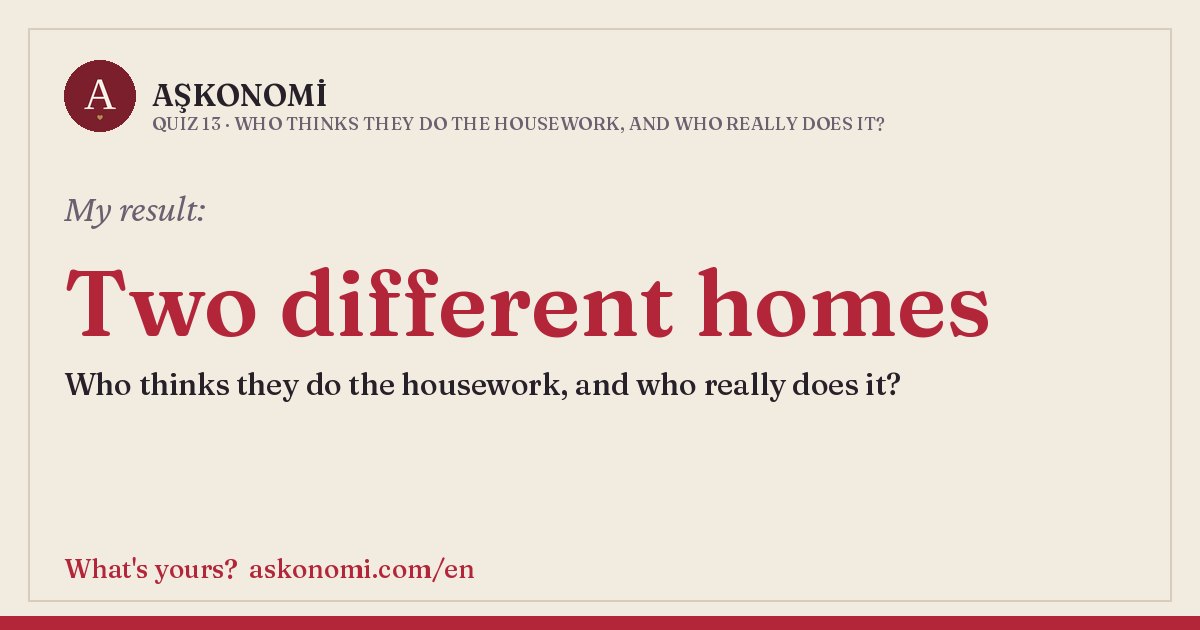 A
AŞKONOMİ
QUIZ 13 · WHO THINKS THEY DO THE HOUSEWORK, AND WHO REALLY DOES IT?
My result:
Two different homes
Who thinks they do the housework, and who really does it?
What's yours? askonomi.com/en